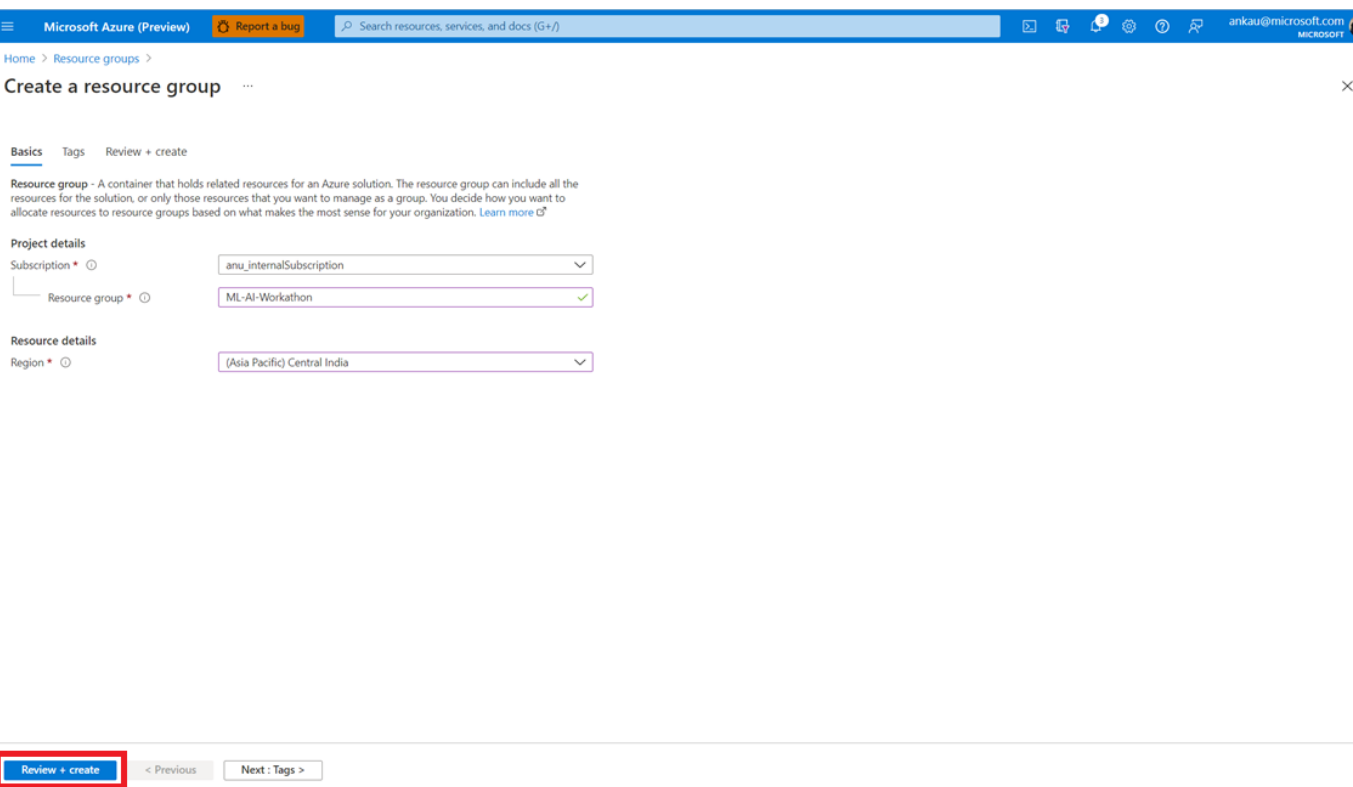 Microsoft Azure (Preview)
Report a bug
Search resources, services, and docs (G+/)
3
ankau@microsoft.com
MICROSOFT
Home > Resource groups >
Create a resource group ...
Basics Tags Review + create
Resource group - A container that holds related resources for an Azure solution. The resource group can include all the
resources for the solution, or only those resources that you want to manage as a group. You decide how you want to
allocate resources to resource groups based on what makes the most sense for your organization. Learn more
Project details
Subscription * anu_internalSubscription
Resource group * ML-AI-Workathon
Resource details
Region * (Asia Pacific) Central India
Review + create < Previous Next : Tags >